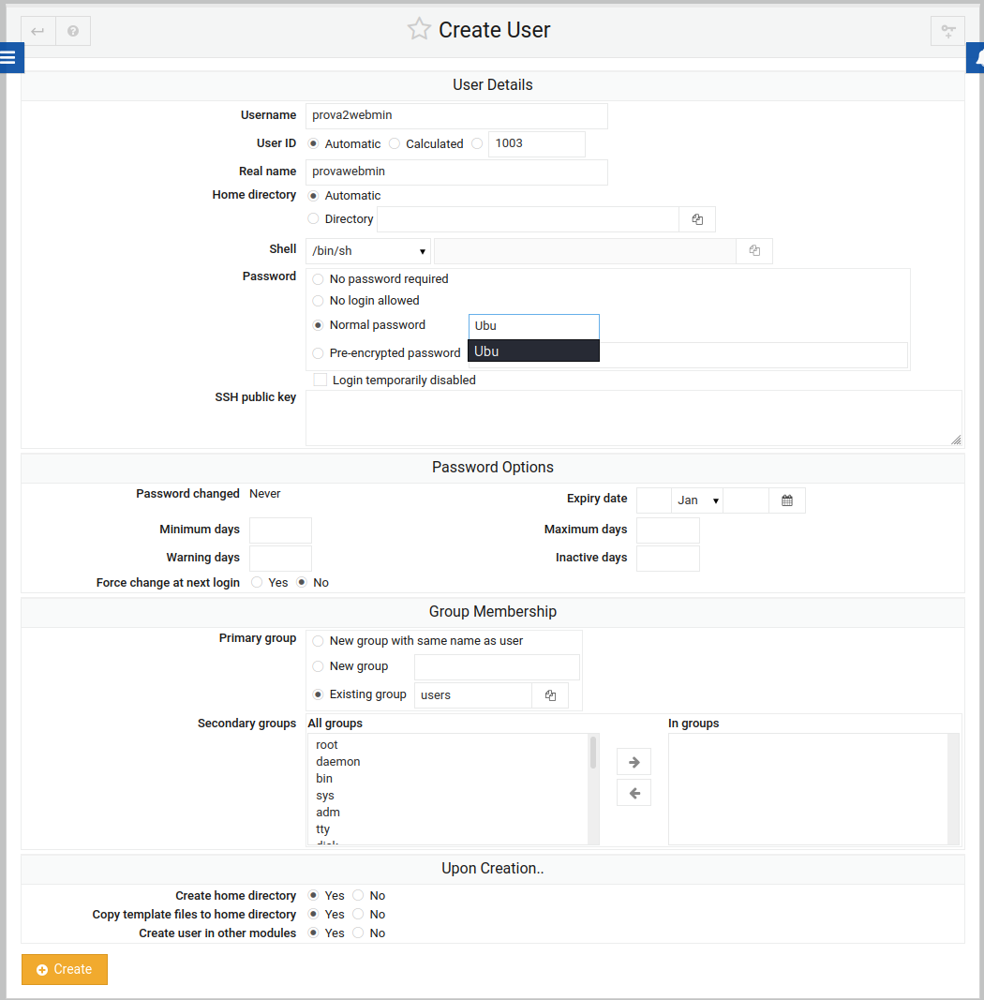 Create User
User Details
Username prova2webmin
User ID Automatic Calculated 1003
Real name provawebmin
Home directory Automatic
Directory
Shell /bin/sh
Password No password required
No login allowed
Normal password Ubu
Pre-encrypted password Ubu
Login temporarily disabled
SSH public key
Password Options
Password changed Never Expiry date Jan
Minimum days Maximum days
Warning days Inactive days
Force change at next login Yes No
Group Membership
Primary group New group with same name as user
New group
Existing group users
Secondary groups All groups In groups
root
daemon
bin
sys
adm
tty
disk
Upon Creation..
Create home directory Yes No
Copy template files to home directory Yes No
Create user in other modules Yes No
Create